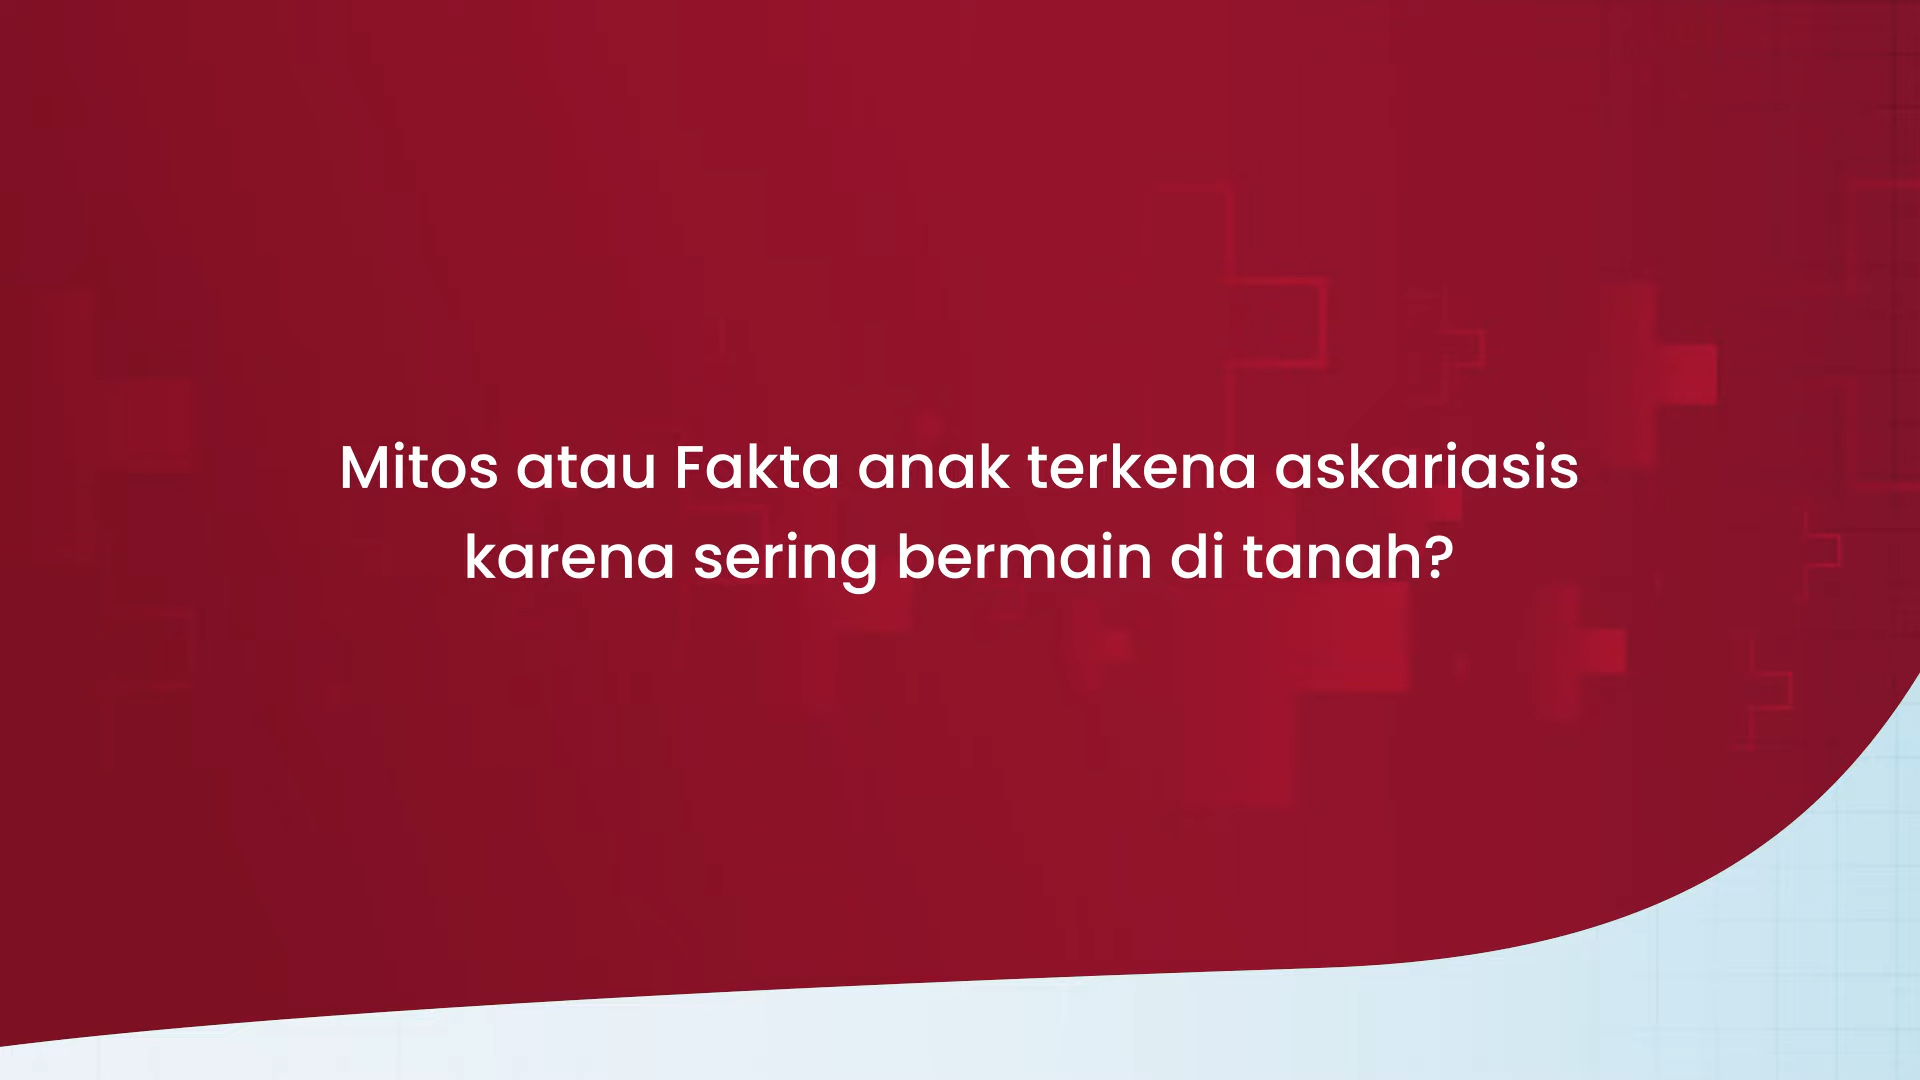 Mitos atau Fakta anak terkena askariasis
karena sering bermain di tanah?